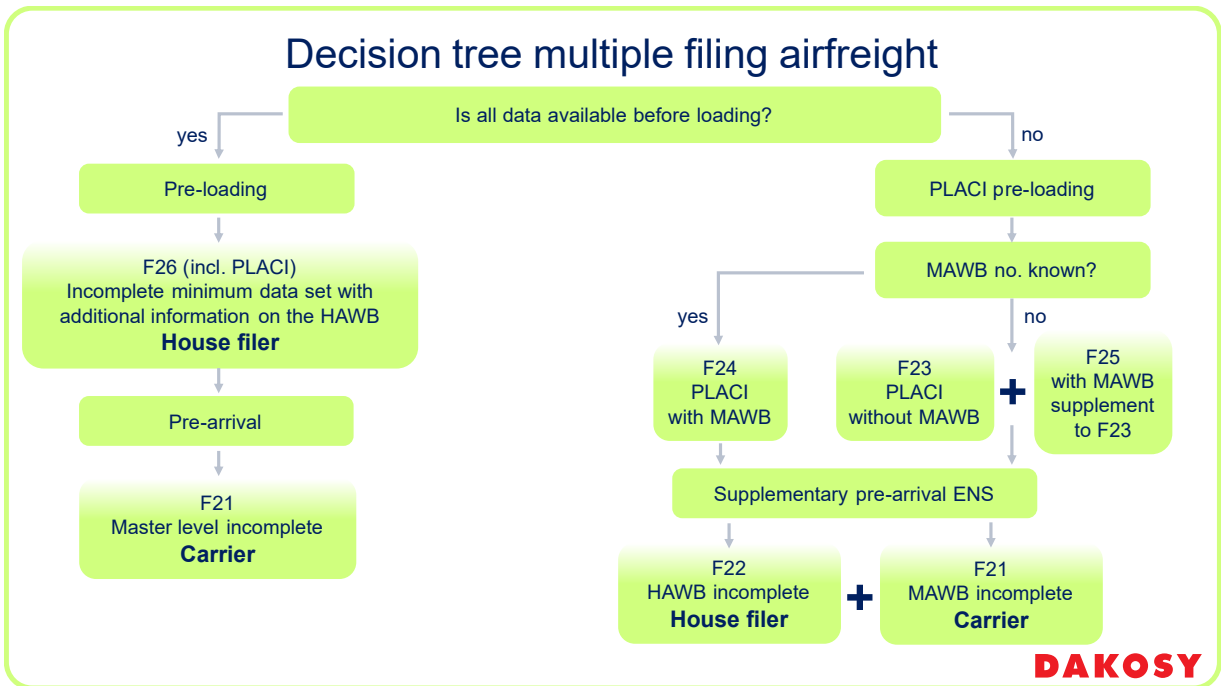 Decision tree multiple filing airfreight
Is all data available before loading?
yes
no
Pre-loading
PLACI pre-loading
F26 (incl. PLACI)
Incomplete minimum data set with
additional information on the HAWB
House filer
MAWB no. known?
yes
no
F24
PLACI
with MAWB
F23
PLACI
without MAWB
+
F25
with MAWB
supplement
to F23
Pre-arrival
Supplementary pre-arrival ENS
F21
Master level incomplete
Carrier
F22
HAWB incomplete
House filer
+
F21
MAWB incomplete
Carrier
DAKOSY